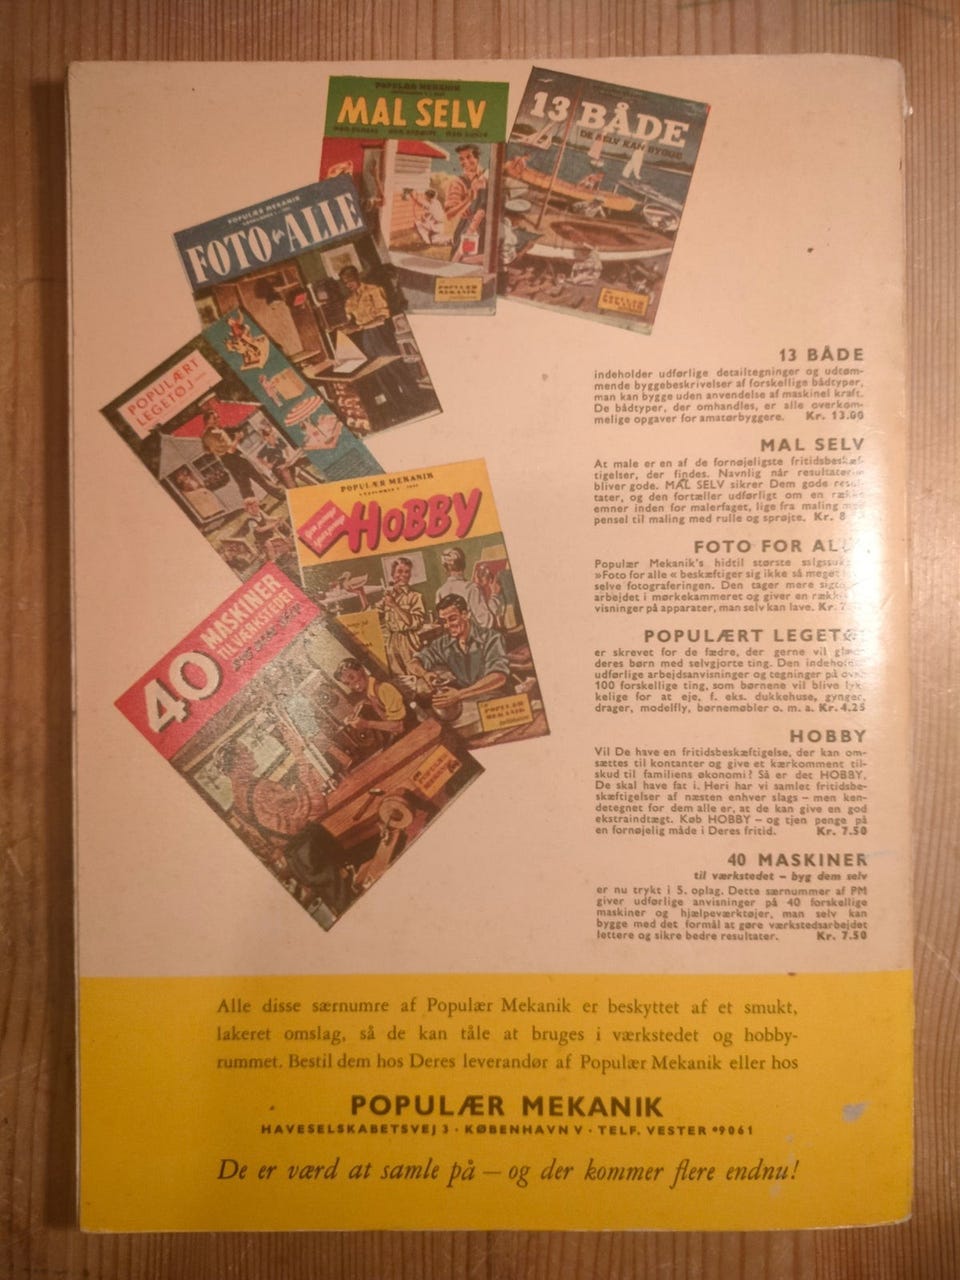 POPULÆR MEKANIK
MAL SELV
13 BÅDE
DE SELV KAN BYGGE
POPULÆR MEKANIK
FOTO for ALLE
POPULÆRT
LEGETØJ
POPULÆR MEKANIK
HOBBY
40 MASKINER
TIL VÆRKSTEDET
POPULÆR
MEKANIK
13 BÅDE
indeholder udførlige detailtegninger og udtøm-
mende byggebeskrivelser af forskellige bådtyper,
man kan bygge uden anvendelse af maskinel kraft.
De bådtyper, der omhandles, er alle overkom-
melige opgaver for amatørbyggere. Kr. 13.00
MAL SELV
At male er en af de fornøjeligste fritidsbeskæf-
tigelser, der findes. Navnlig når resultaterne
bliver gode. MAL SELV sikrer Dem gode resul-
tater, og den fortæller udførligt om en række
emner inden for malerfaget, lige fra maling m
pensel til maling med rulle og sprøjte. Kr. 8
FOTO FOR ALLE
Populær Mekanik's hidtil største salgssuk
»Foto for alle« beskæftiger sig ikke så meget
selve fotograferingen. Den tager mere sigte
arbejdet i mørkekammeret og giver en række
visninger på apparater, man selv kan lave. Kr. 7
POPULÆRT LEGETØJ
er skrevet for de fædre, der gerne vil glæde
deres børn med selvgjorte ting. Den indeholder
udførlige arbejdsanvisninger og tegninger på over
100 forskellige ting, som børnene vil blive lyk-
kelige for at eje, f. eks. dukkehuse, gynger,
drager, modelfly, børnemøbler o. m. a. Kr. 4.25
HOBBY
Vil De have en fritidsbeskæftigelse, der kan om-
sættes til kontanter og give et kærkomment til-
skud til familiens økonomi? Så er det HOBBY,
De skal have fat i. Heri har vi samlet fritidsbe-
skæftigelser af næsten enhver slags – men ken-
detegnet for dem alle er, at de kan give en god
ekstraindtægt. Køb HOBBY – og tjen penge på
en fornøjelig måde i Deres fritid. Kr. 7.50
40 MASKINER
til værkstedet – byg dem selv
er nu trykt i 5. oplag. Dette særnummer af PM
giver udførlige anvisninger på 40 forskellige
maskiner og hjælpeværktøjer, man selv kan
bygge med det formål at gøre værkstedsarbejdet
lettere og sikre bedre resultater. Kr. 7.50
Alle disse særnumre af Populær Mekanik er beskyttet af et smukt,
lakeret omslag, så de kan tåle at bruges i værkstedet og hobby-
rummet. Bestil dem hos Deres leverandør af Populær Mekanik eller hos
POPULÆR MEKANIK
HAVESELSKABETSVEJ 3 · KØBENHAVN V · TELF. VESTER *9061
De er værd at samle på — og der kommer flere endnu!